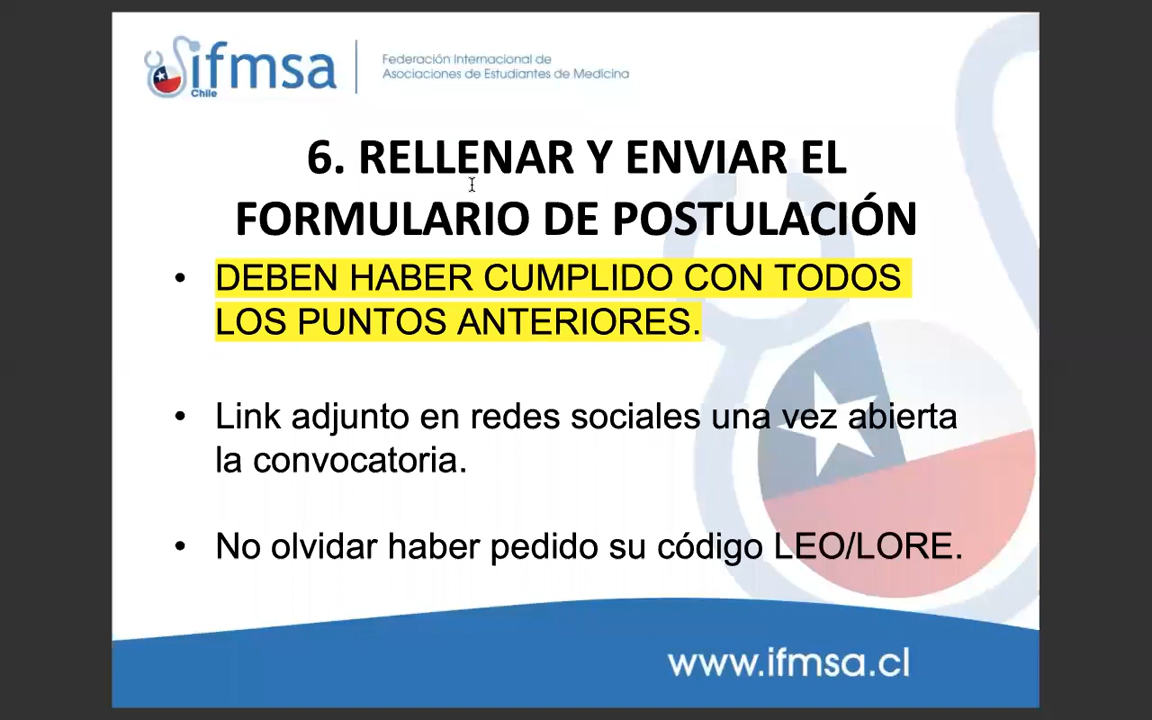 ifmsa
Chile
Federación Internacional de
Asociaciones de Estudiantes de Medicina
6. RELLENAR Y ENVIAR EL
FORMULARIO DE POSTULACIÓN
• DEBEN HABER CUMPLIDO CON TODOS
LOS PUNTOS ANTERIORES.
• Link adjunto en redes sociales una vez abierta
la convocatoria.
• No olvidar haber pedido su código LEO/LORE.
www.ifmsa.cl